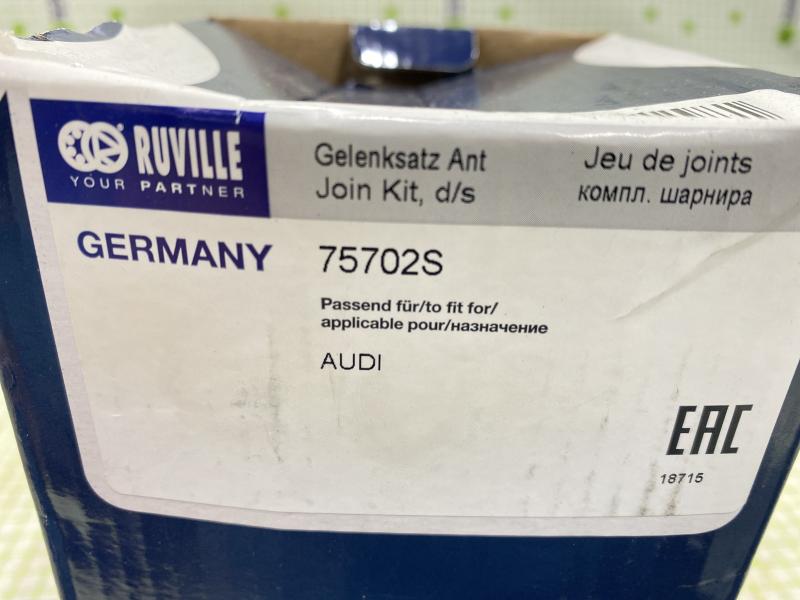 RUVILLE
YOUR PARTNER
Gelenksatz Ant
Join Kit, d/s
Jeu de joints
компл. шарнира
GERMANY
75702S
Passend für/to fit for/
applicable pour/назначение
AUDI
EAC
18715